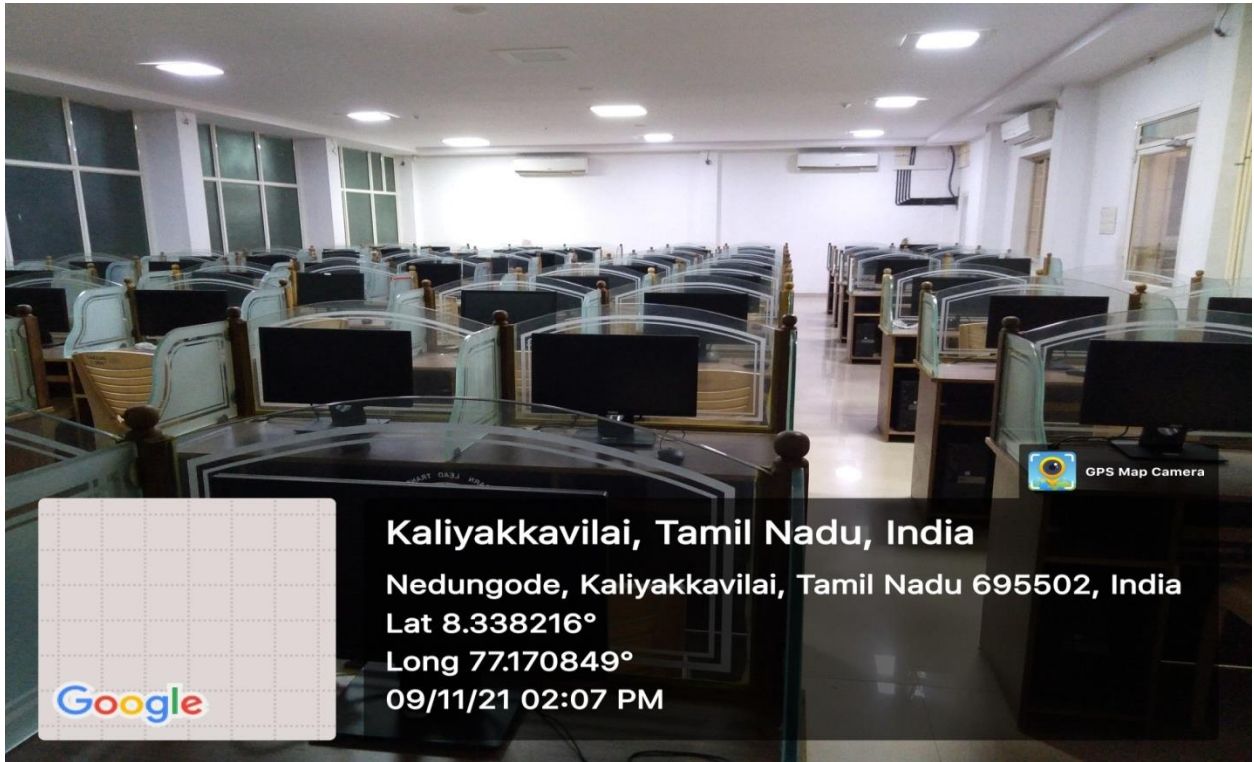 GPS Map Camera
Kaliyakkavilai, Tamil Nadu, India
Nedungode, Kaliyakkavilai, Tamil Nadu 695502, India
Lat 8.338216°
Long 77.170849°
09/11/21 02:07 PM
Google
LEAD